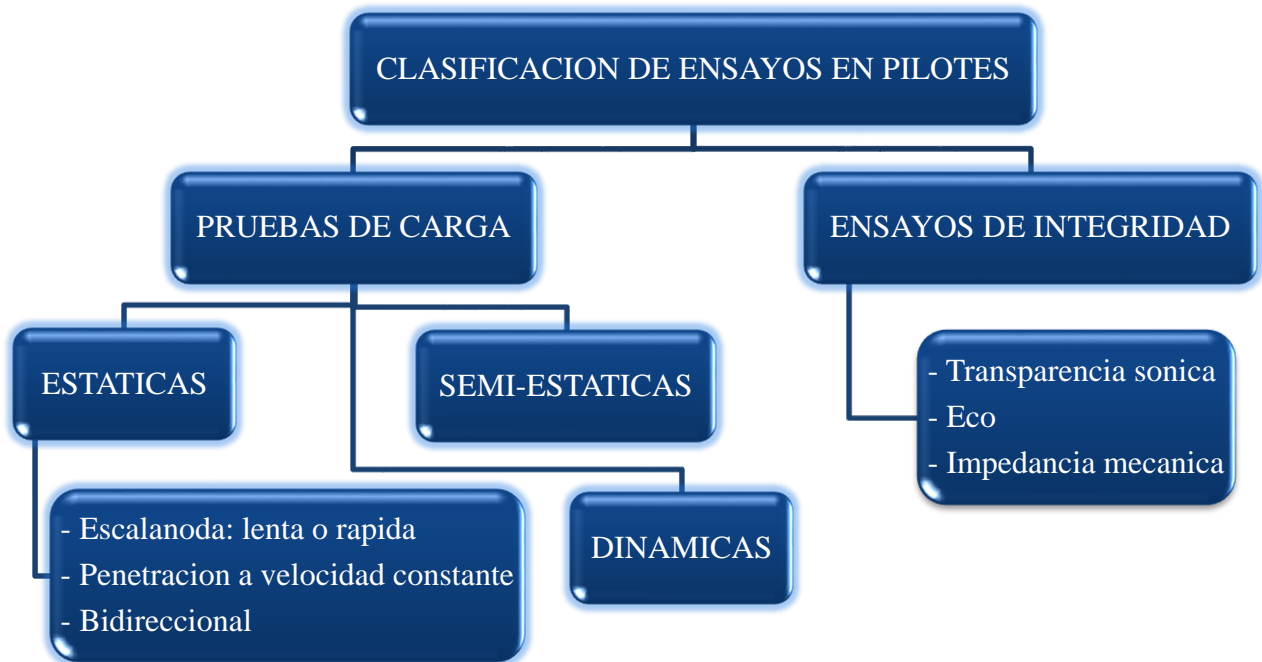 CLASIFICACION DE ENSAYOS EN PILOTES
PRUEBAS DE CARGA
ENSAYOS DE INTEGRIDAD
ESTATICAS
SEMI-ESTATICAS
- Transparencia sonica
- Eco
- Impedancia mecanica
- Escalanoda: lenta o rapida
- Penetracion a velocidad constante
- Bidireccional
DINAMICAS